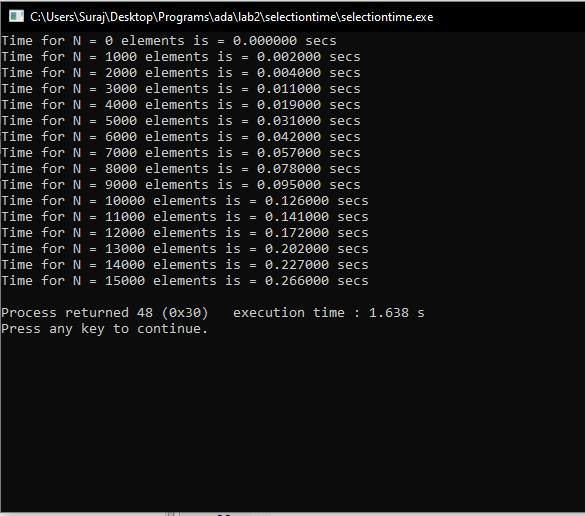 C:\Users\Suraj\Desktop\Programs\ada\lab2\selectiontime\selectiontime.exe
Time for N = 0 elements is = 0.000000 secs
Time for N = 1000 elements is = 0.002000 secs
Time for N = 2000 elements is = 0.004000 secs
Time for N = 3000 elements is = 0.011000 secs
Time for N = 4000 elements is = 0.019000 secs
Time for N = 5000 elements is = 0.031000 secs
Time for N = 6000 elements is = 0.042000 secs
Time for N = 7000 elements is = 0.057000 secs
Time for N = 8000 elements is = 0.078000 secs
Time for N = 9000 elements is = 0.095000 secs
Time for N = 10000 elements is = 0.126000 secs
Time for N = 11000 elements is = 0.141000 secs
Time for N = 12000 elements is = 0.172000 secs
Time for N = 13000 elements is = 0.202000 secs
Time for N = 14000 elements is = 0.227000 secs
Time for N = 15000 elements is = 0.266000 secs
Process returned 48 (0x30)   execution time : 1.638 s
Press any key to continue.